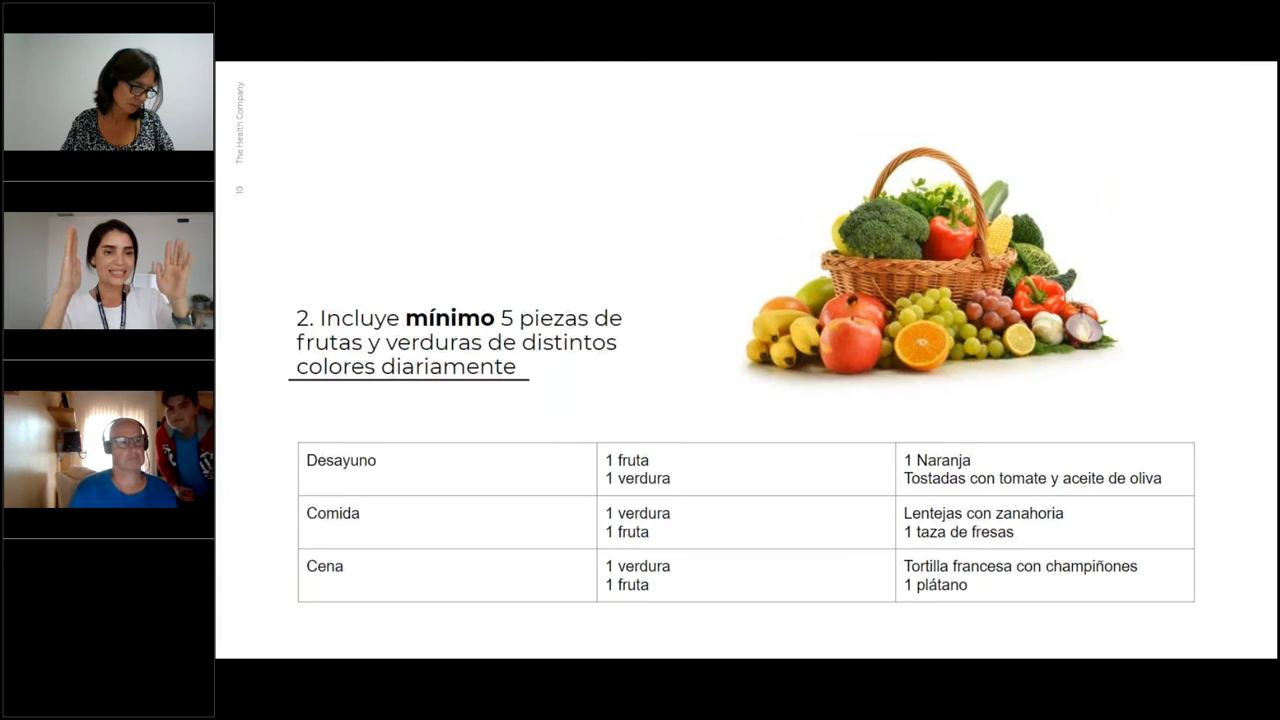 The Health Company
10
2. Incluye mínimo 5 piezas de
frutas y verduras de distintos
colores diariamente
Desayuno
1 fruta
1 verdura
1 Naranja
Tostadas con tomate y aceite de oliva
Comida
1 verdura
1 fruta
Lentejas con zanahoria
1 taza de fresas
Cena
1 verdura
1 fruta
Tortilla francesa con champiñones
1 plátano